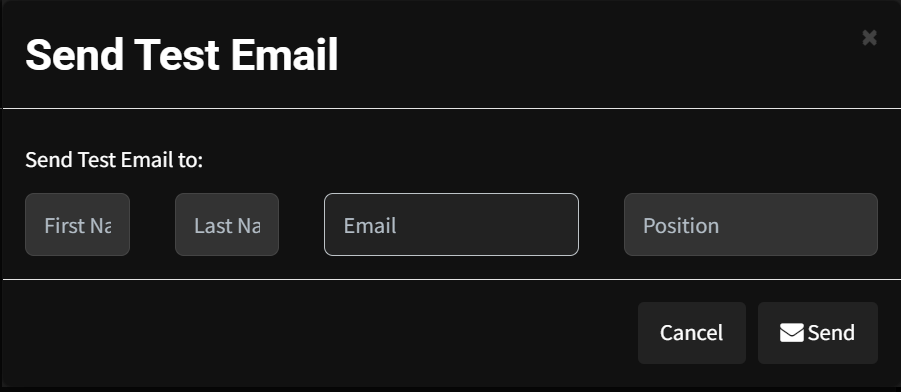 Send Test Email
Send Test Email to:
First Na Last Na Email Position
Cancel Send